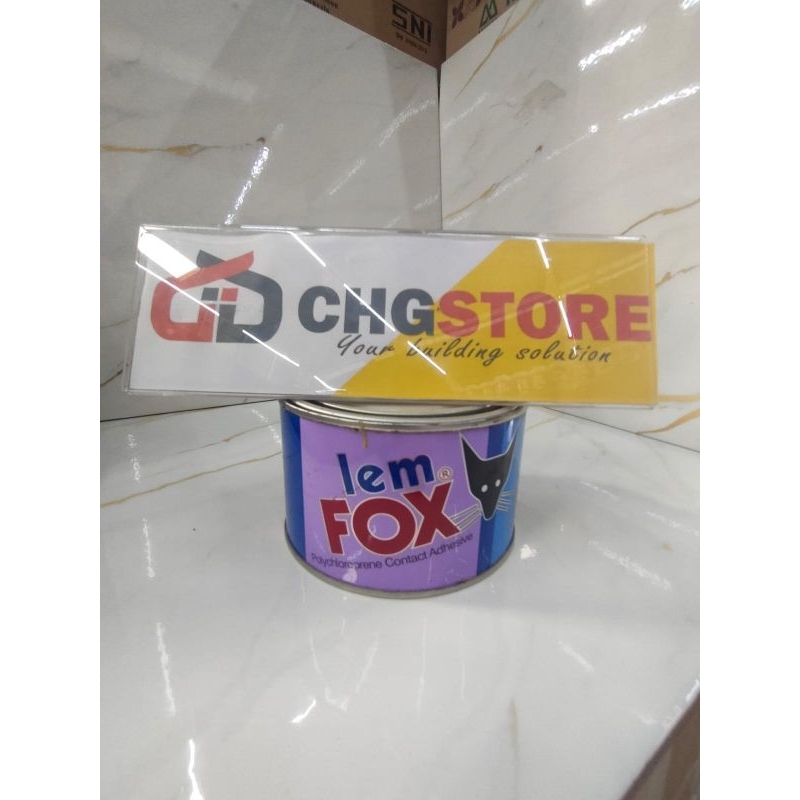 SNI
CHGSTORE
Your building solution
lem®
FOX
Polychloroprene Contact Adhesive